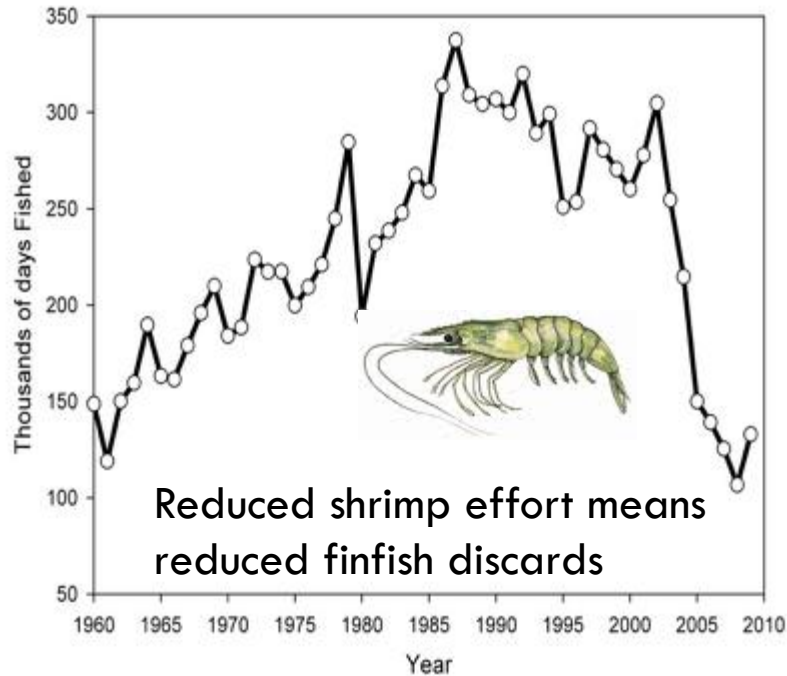 350
300
250
200
150
100
50
Thousands of days Fished
Reduced shrimp effort means
reduced finfish discards
1960 1965 1970 1975 1980 1985 1990 1995 2000 2005 2010
Year